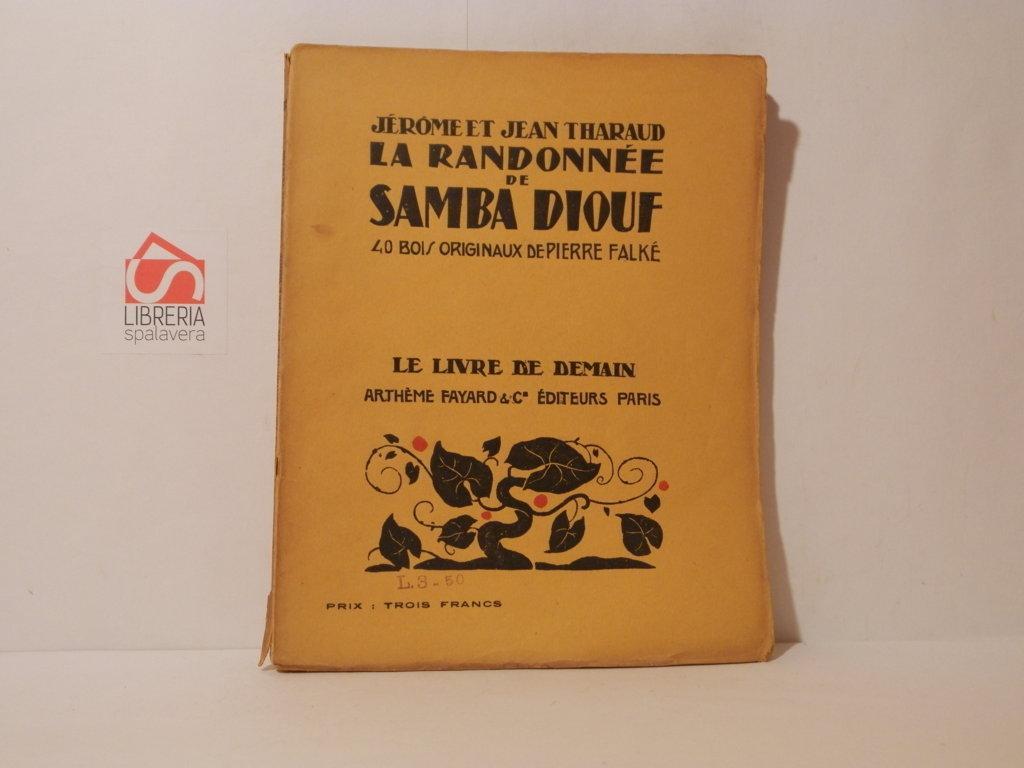 JÉRÔME ET JEAN THARAUD
LA RANDONNÉE
DE
SAMBA DIOUF
40 BOIS ORIGINAUX DE PIERRE FALKÉ
LE LIVRE DE DEMAIN
ARTHÈME FAYARD & Cie ÉDITEURS PARIS
L.3-50
PRIX : TROIS FRANCS
LIBRERIA
spalavera